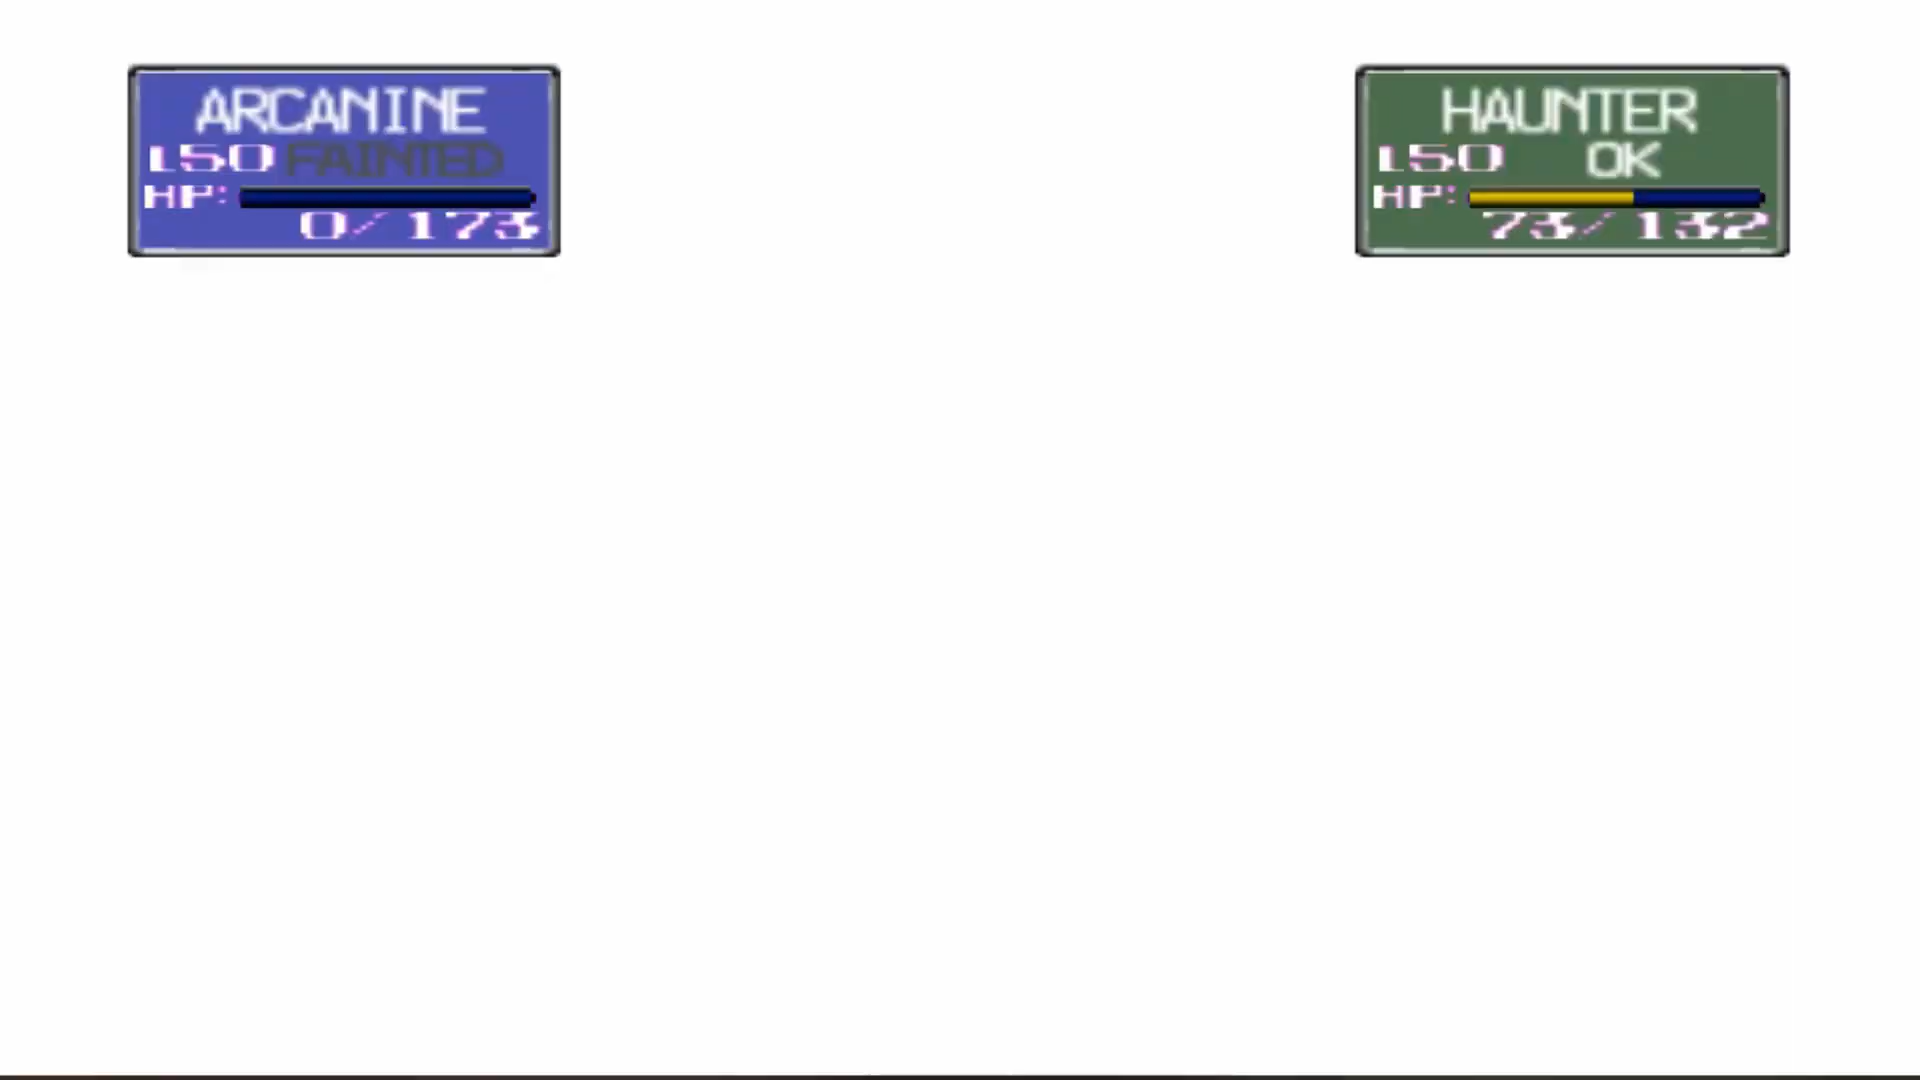 ARCANINE
L50 FAINTED
HP:
0/173
HAUNTER
L50 OK
HP:
73/132